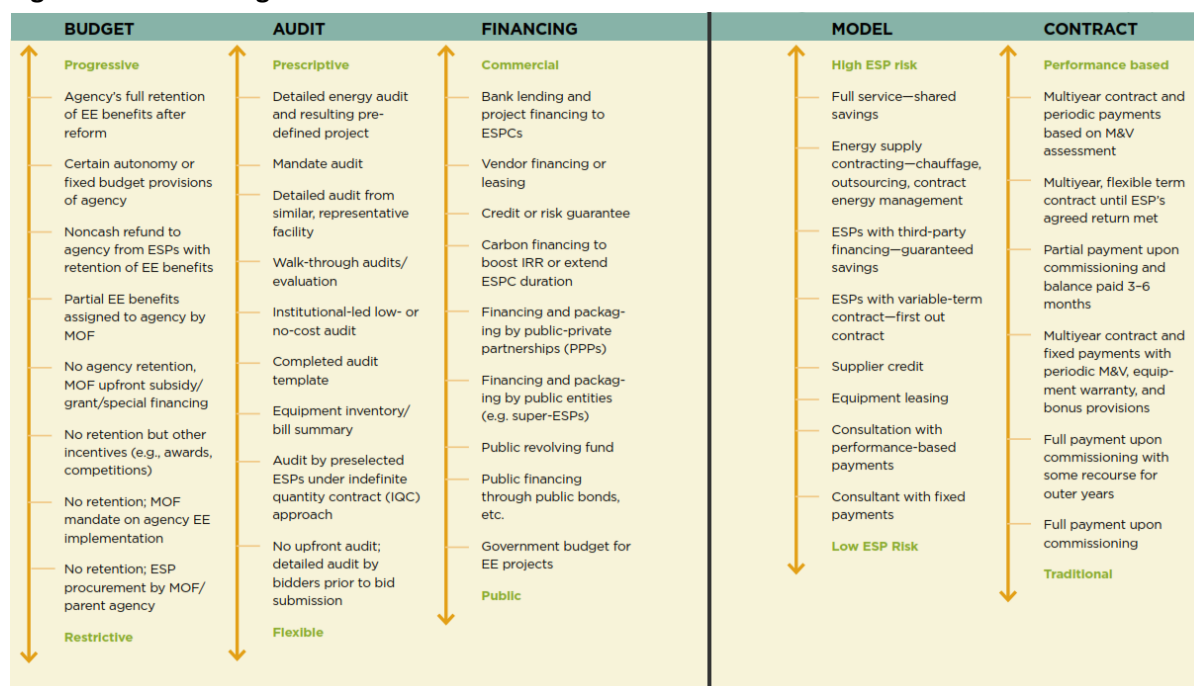 BUDGET
Progressive
Agency's full retention
of EE benefits after
reform
Certain autonomy or
fixed budget provisions
of agency
Noncash refund to
agency from ESPs with
retention of EE benefits
Partial EE benefits
assigned to agency by
MOF
No agency retention,
MOF upfront subsidy/
grant/special financing
No retention but other
incentives (e.g., awards,
competitions)
No retention; MOF
mandate on agency EE
implementation
No retention; ESP
procurement by MOF/
parent agency
Restrictive
AUDIT
Prescriptive
Detailed energy audit
and resulting pre-
defined project
Mandate audit
Detailed audit from
similar, representative
facility
Walk-through audits/
evaluation
Institutional-led low- or
no-cost audit
Completed audit
template
Equipment inventory/
bill summary
Audit by preselected
ESPs under indefinite
quantity contract (IQC)
approach
No upfront audit;
detailed audit by
bidders prior to bid
submission
Flexible
FINANCING
Commercial
Bank lending and
project financing to
ESPCs
Vendor financing or
leasing
Credit or risk guarantee
Carbon financing to
boost IRR or extend
ESPC duration
Financing and packag-
ing by public-private
partnerships (PPPs)
Financing and packag-
ing by public entities
(e.g. super-ESPs)
Public revolving fund
Public financing
through public bonds,
etc.
Government budget for
EE projects
Public
MODEL
High ESP risk
Full service—shared
savings
Energy supply
contracting—chauffage,
outsourcing, contract
energy management
ESPs with third-party
financing—guaranteed
savings
ESPs with variable-term
contract—first out
contract
Supplier credit
Equipment leasing
Consultation with
performance-based
payments
Consultant with fixed
payments
Low ESP Risk
CONTRACT
Performance based
Multiyear contract and
periodic payments
based on M&V
assessment
Multiyear, flexible term
contract until ESP's
agreed return met
Partial payment upon
commissioning and
balance paid 3–6
months
Multiyear contract and
fixed payments with
periodic M&V, equip-
ment warranty, and
bonus provisions
Full payment upon
commissioning with
some recourse for
outer years
Full payment upon
commissioning
Traditional